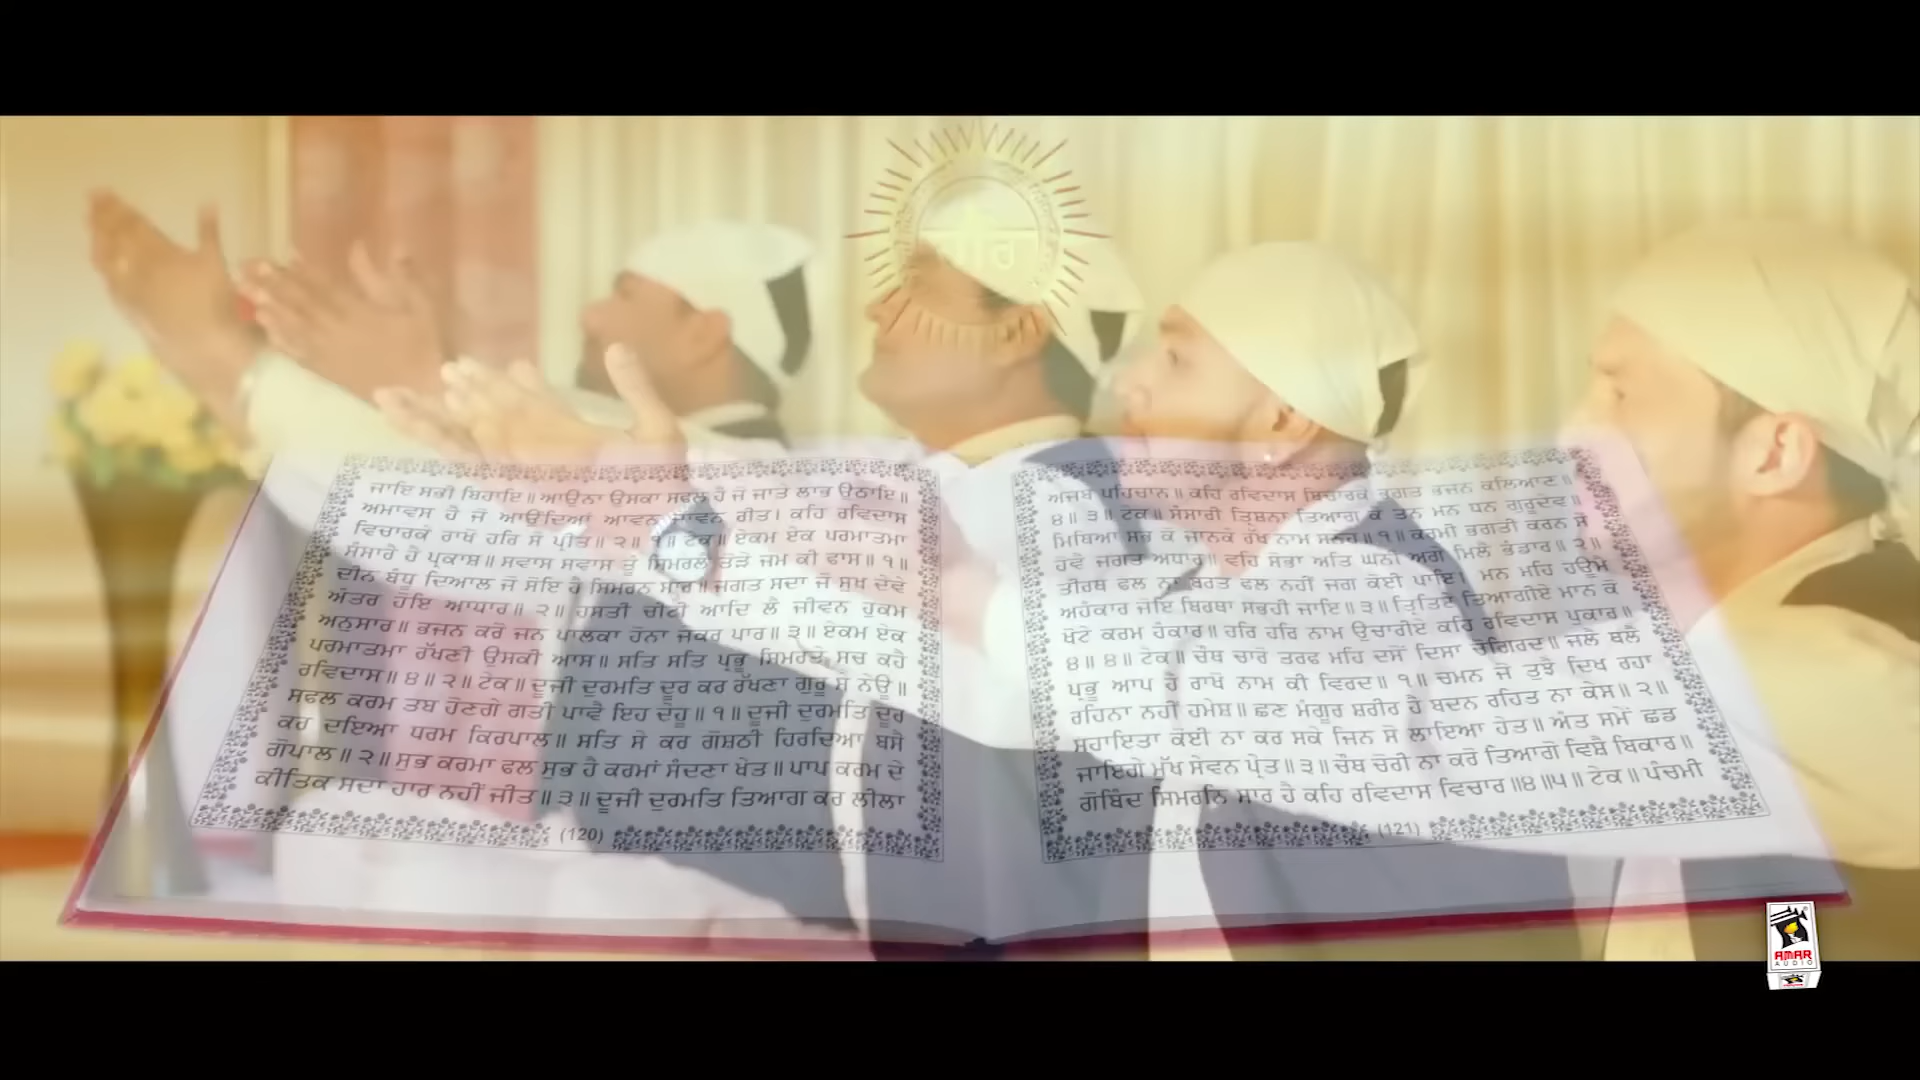 ਜਾਇ ਸਭੀ ਬਿਹਾਇ॥ ਆਉਨਾ ਉਸਕਾ ਸਫਲ ਹੈ ਜੋ ਜਾਤ ਲਾਭ ਉਠਾਇ॥
ਅਮਾਵਸ ਹੈ ਜੋ ਆਉਂਦਿਆਂ ਆਵਨ ਜਾਵਨ ਰੀਤ। ਕਹਿ ਰਵਿਦਾਸ
ਵਿਚਾਰਕੇ ਰਾਖੋ ਹਰਿ ਸੇ ਪ੍ਰੀਤ॥ ੨॥ ੧॥ ਟੇਕ॥ ਏਕਮ ਏਕ ਪਰਮਾਤਮਾ
ਸੰਸਾਰੇ ਹੈ ਪ੍ਰਕਾਸ਼॥ ਸਵਾਸ ਸਵਾਸ ਤੂੰ ਸਿਮਰਲੇ ਤੋੜੇ ਜਮ ਕੀ ਫਾਸ॥ ੧॥
ਦੀਨ ਬੰਧੂ ਦਿਆਲ ਜੋ ਸੋਇ ਹੈ ਸਿਮਰਨ ਸਾਰ॥ ਜਗਤ ਸਦਾ ਜੋ ਸੁਖ ਦੇਵੇ
ਅੰਤਰ ਹੋਇ ਆਧਾਰ॥ ੨॥ ਹਸਤੀ ਚੀਟੀ ਆਦਿ ਲੈ ਜੀਵਨ ਹੁਕਮ
ਅਨੁਸਾਰ॥ ਭਜਨ ਕਰੋ ਜਨ ਪਾਲਕਾ ਹੋਨਾ ਜੇਕਰ ਪਾਰ॥ ੩॥ ਏਕਮ ਏਕ
ਪਰਮਾਤਮਾ ਰੱਖਣੀ ਉਸਕੀ ਆਸ॥ ਸਤਿ ਸਤਿ ਪ੍ਰਭੂ ਸਿਮਰਦੇ ਸਚ ਕਹੈ
ਰਵਿਦਾਸ॥ ੪॥ ੨॥ ਟੇਕ॥ ਦੂਜੀ ਦੁਰਮਤਿ ਦੂਰ ਕਰ ਰੱਖਣਾ ਗੁਰੂ ਸੇ ਨੇਉ॥
ਸਫਲ ਕਰਮ ਤਬ ਹੋਣਗੇ ਗਤੀ ਪਾਵੈ ਇਹ ਦੇਹੂ॥ ੧॥ ਦੂਜੀ ਦੁਰਮਤਿ ਦੂਰ
ਕਹ ਦਇਆ ਧਰਮ ਕਿਰਪਾਲ॥ ਸਤਿ ਸੇ ਕਰ ਗੋਸ਼ਠੀ ਹਿਰਦਿਆ ਬਸੇ
ਗੋਪਾਲ॥ ੨॥ ਸੁਭ ਕਰਮਾ ਫਲ ਸੁਭ ਹੈ ਕਰਮਾਂ ਸੰਦਣਾ ਖੇਤ॥ ਪਾਪ ਕਰਮ ਦੇ
ਕੀਤਿਕ ਸਦਾ ਹਾਰ ਨਹੀਂ ਜੀਤ॥ ੩॥ ਦੂਜੀ ਦੁਰਮਤਿ ਤਿਆਗ ਕਰ ਲੀਲਾ
(120)
ਅਜਬ ਪਹਿਚਾਨ॥ ਕਹਿ ਰਵਿਦਾਸ ਬਿਚਾਰਕੇ ਭਗਤ ਭਜਨ ਕਲਿਆਣ॥
੪॥ ੩॥ ਟੇਕ॥ ਸੰਸਾਰੀ ਤ੍ਰਿਸ਼ਨਾ ਤਿਆਗ ਕੇ ਤਨ ਮਨ ਧਨ ਗੁਰੂਦੇਵ॥
ਮਿਥਿਆ ਸਭ ਕੋ ਜਾਨਕੇ ਰੱਖ ਨਾਮ ਸਨੇਹ॥ ੧॥ ਕਰਮੀ ਭਗਤੀ ਕਰਨ ਸੇ
ਹੋਵੈ ਜਗਤ ਅਧਾਰ॥ ਵਹਿ ਸੋਭਾ ਅਤਿ ਘਨੀ ਅਗੇ ਮਿਲੈ ਭੰਡਾਰ॥ ੨॥
ਤੀਰਥ ਫਲ ਨਾ ਬਰਤ ਫਲ ਨਹੀਂ ਜਗ ਕੋਈ ਪਾਇ। ਮਨ ਮਹਿ ਹਉਮੈ
ਅਹੰਕਾਰ ਜੋਇ ਬਿਰਥਾ ਸਭਹੀ ਜਾਇ॥ ੩॥ ਤ੍ਰਿਤਿਏ ਤਿਆਗੀਏ ਮਾਨ ਕੋ
ਖੋਟੇ ਕਰਮ ਹੰਕਾਰ॥ ਹਰਿ ਹਰਿ ਨਾਮ ਉਚਾਰੀਏ ਕਹਿ ਰਵਿਦਾਸ ਪੁਕਾਰ॥
੪॥ ੪॥ ਟੇਕ॥ ਚੌਥ ਚਾਰੋ ਤਰਫ ਮਹਿ ਦਸੋਂ ਦਿਸਾ ਚੌਗਿਰਦ॥ ਜਲੈ ਥਲੈ
ਪ੍ਰਭੂ ਆਪ ਹੈ ਰਾਖੋ ਨਾਮ ਕੀ ਵਿਰਦ॥ ੧॥ ਚਮਨ ਜੋ ਤੁਝੈ ਦਿਖ ਰਹਾ
ਰਹਿਨਾ ਨਹੀਂ ਹਮੇਸ਼॥ ਛਣ ਮੰਗੂਰ ਸ਼ਰੀਰ ਹੈ ਬਦਨ ਰਹਿਤ ਨਾ ਕੇਸ॥ ੨॥
ਸੁਹਾਇਤਾ ਕੋਈ ਨਾ ਕਰ ਸਕੇ ਜਿਨ ਸੋ ਲਾਇਆ ਹੇਤ॥ ਅੰਤ ਸਮੇਂ ਛਡ
ਜਾਇਗੇ ਮੁੱਖ ਸੇਵਨ ਪ੍ਰੇਤ॥ ੩॥ ਚੌਥ ਚੋਰੀ ਨਾ ਕਰੋ ਤਿਆਗੋ ਵਿਸ਼ੈ ਬਿਕਾਰ॥
ਗੋਬਿੰਦ ਸਿਮਰਨਿ ਸਾਰ ਹੈ ਕਹਿ ਰਵਿਦਾਸ ਵਿਚਾਰ॥੪॥੫॥ ਟੇਕ॥ ਪੰਚਮੀ
(121)
AMAR
AUDIO